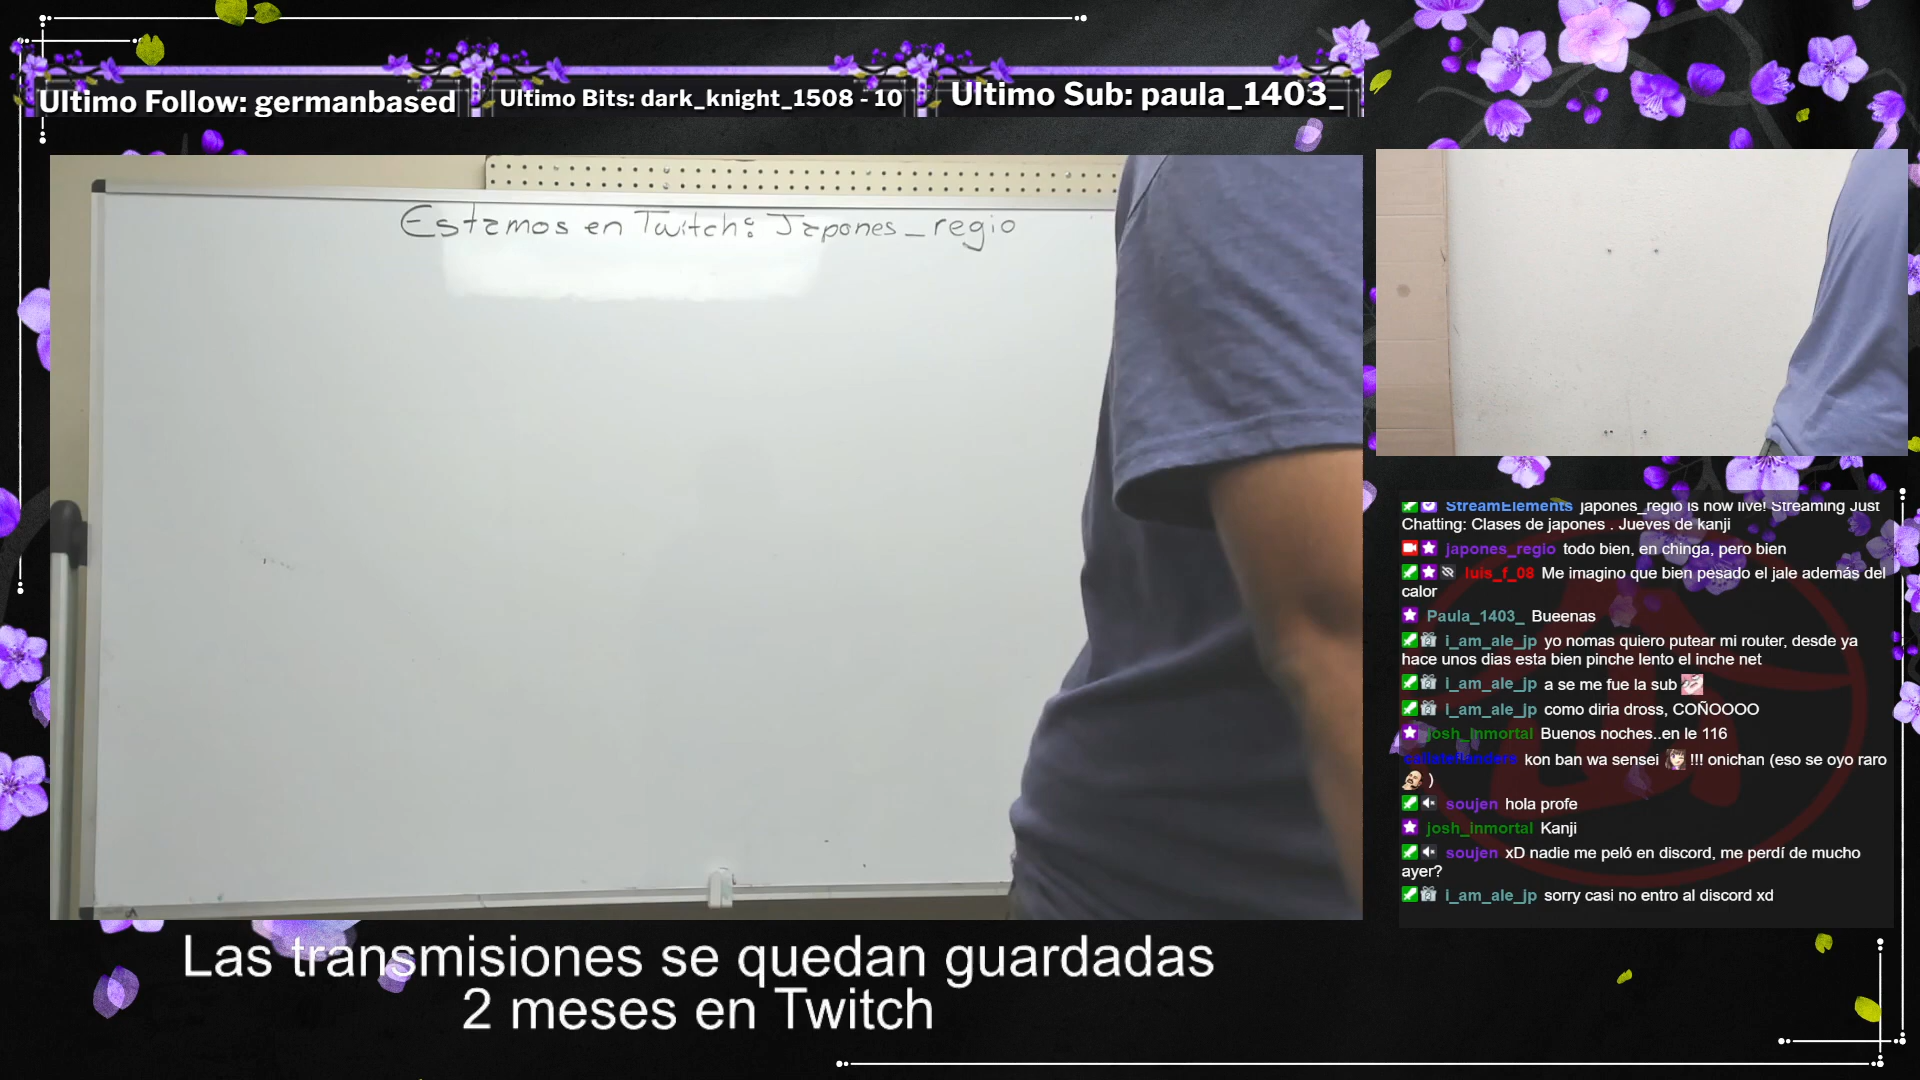 Ultimo Follow: germanbased
Ultimo Bits: dark_knight_1508 - 10
Ultimo Sub: paula_1403_
Estamos en Twitch: Japones_regio
StreamElements japones_regio is now live! Streaming Just
Chatting: Clases de japones . Jueves de kanji
japones_regio todo bien, en chinga, pero bien
luis_f_08 Me imagino que bien pesado el jale además del
calor
Paula_1403_ Bueenas
i_am_ale_jp yo nomas quiero putear mi router, desde ya
hace unos dias esta bien pinche lento el inche net
i_am_ale_jp a se me fue la sub
i_am_ale_jp como diria dross, COÑOOOO
josh_inmortal Buenos noches..en le 116
callateflanders kon ban wa sensei !!! onichan (eso se oyo raro
)
soujen hola profe
josh_inmortal Kanji
soujen xD nadie me peló en discord, me perdí de mucho
ayer?
i_am_ale_jp sorry casi no entro al discord xd
Las transmisiones se quedan guardadas
2 meses en Twitch